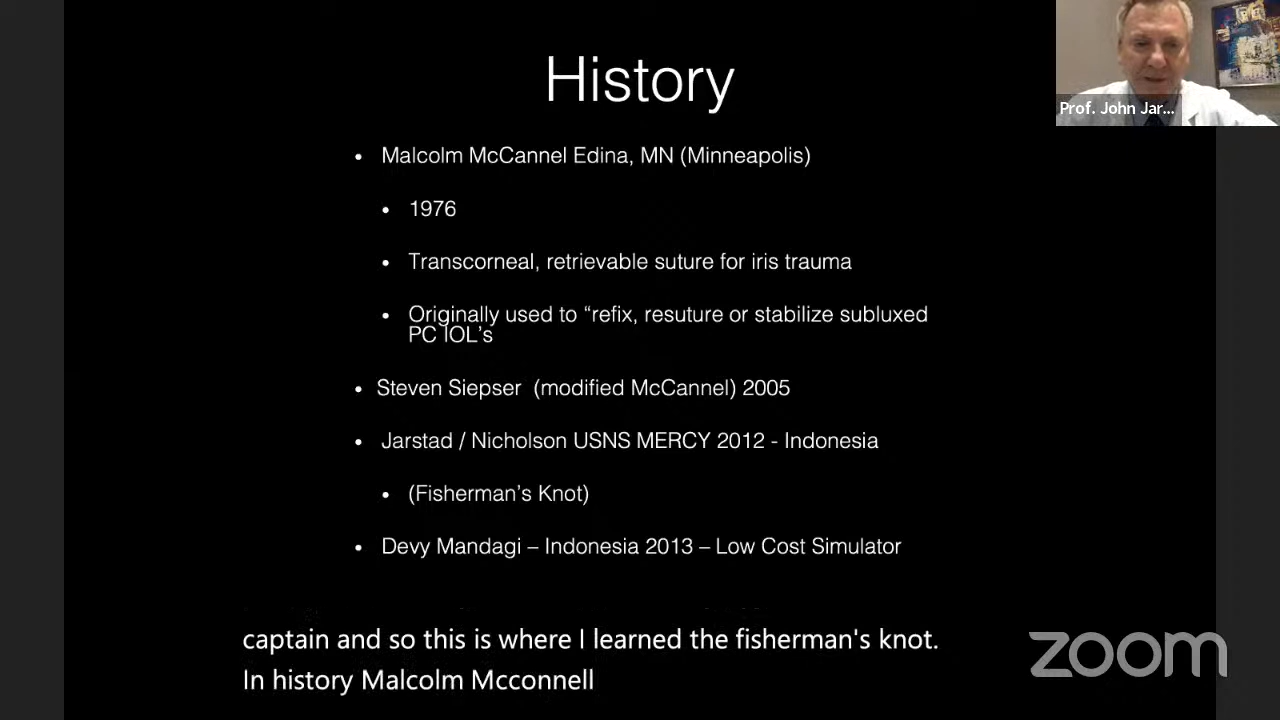 History
Prof. John Jar...
• Malcolm McCannel Edina, MN (Minneapolis)
• 1976
• Transcorneal, retrievable suture for iris trauma
• Originally used to “refix, resuture or stabilize subluxed
PC IOL’s
• Steven Siepser (modified McCannel) 2005
• Jarstad / Nicholson USNS MERCY 2012 - Indonesia
• (Fisherman’s Knot)
• Devy Mandagi – Indonesia 2013 – Low Cost Simulator
captain and so this is where I learned the fisherman's knot.
In history Malcolm Mcconnell
zoom